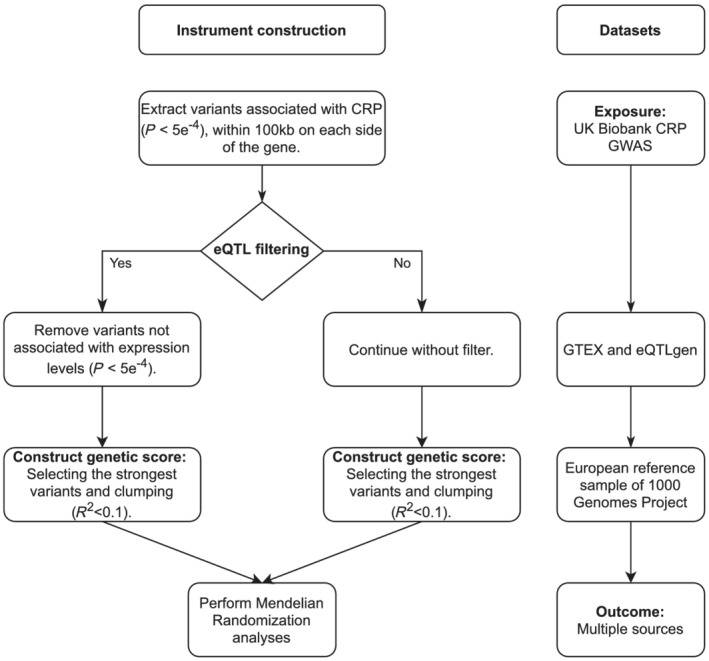 Instrument construction
Datasets
Extract variants associated with CRP
(P < 5e⁻⁴), within 100kb on each side
of the gene.
Exposure:
UK Biobank CRP
GWAS
eQTL filtering
Yes
No
Remove variants not
associated with expression
levels (P < 5e⁻⁴).
Continue without filter.
GTEX and eQTLgen
Construct genetic score:
Selecting the strongest
variants and clumping
(R²<0.1).
Construct genetic score:
Selecting the strongest
variants and clumping
(R²<0.1).
European reference
sample of 1000
Genomes Project
Perform Mendelian
Randomization
analyses
Outcome:
Multiple sources